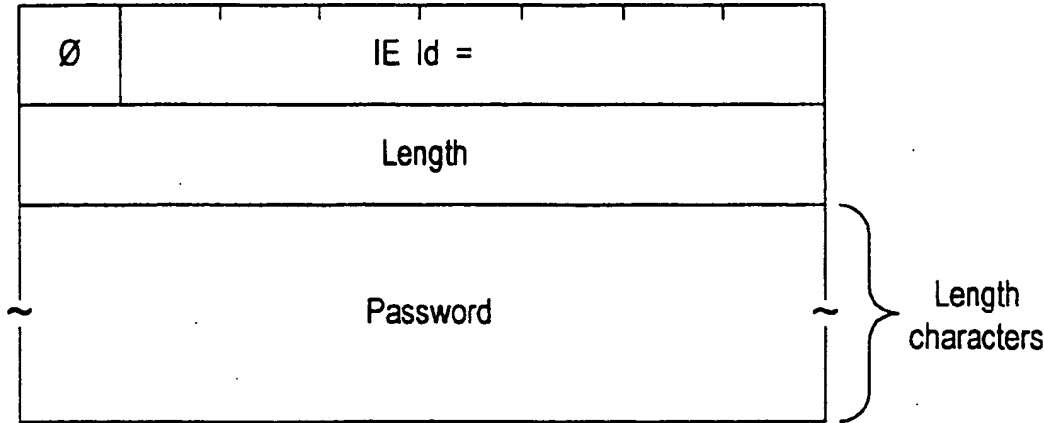 Ø IE Id =
Length
Password
Length
characters